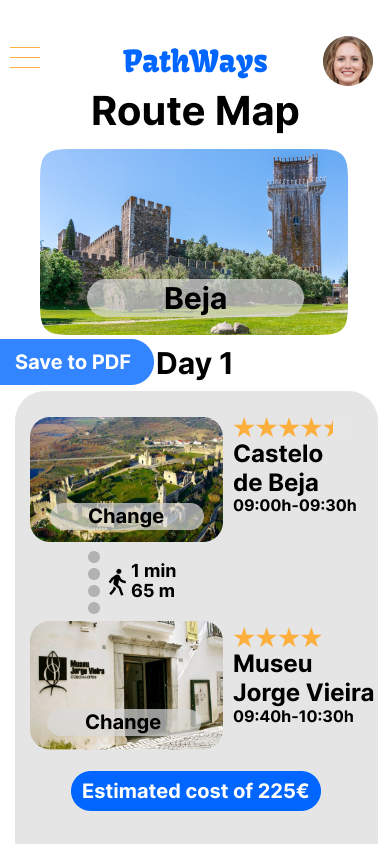 PathWays
Route Map
Beja
Save to PDF
Day 1
Castelo
de Beja
09:00h-09:30h
Change
1 min
65 m
Museu
Jorge Vieira
09:40h-10:30h
Museu
Jorge Vieira
Change
Estimated cost of 225€